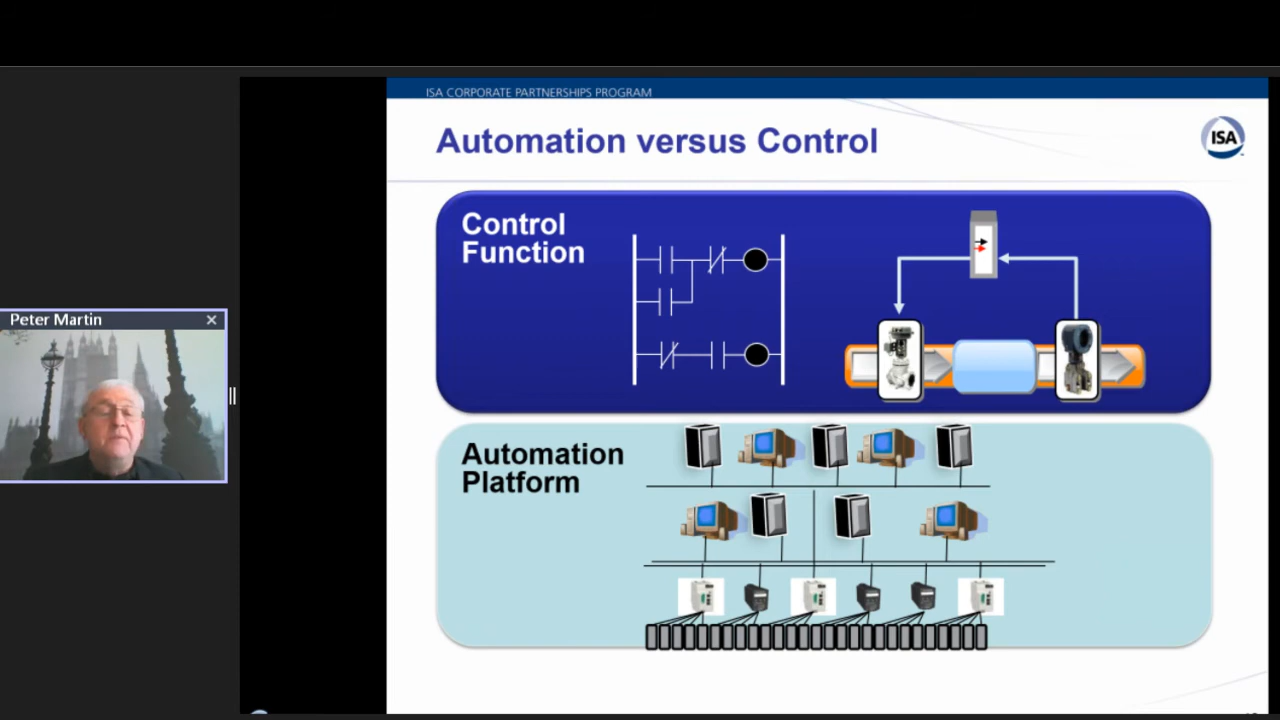 ISA CORPORATE PARTNERSHIPS PROGRAM
Automation versus Control
ISA
Control
Function
Peter Martin
Automation
Platform